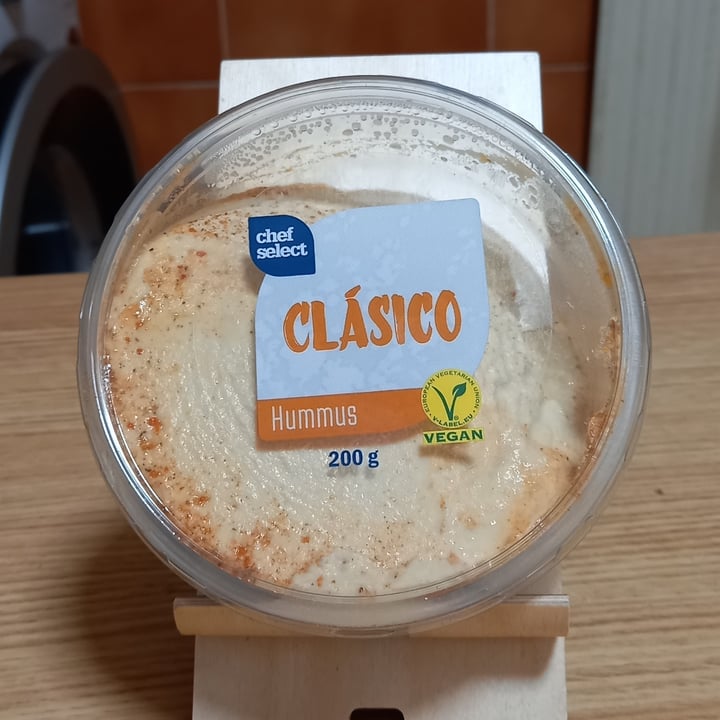 chef
select
CLÁSICO
Hummus
EUROPEAN VEGETARIAN UNION
V-LABEL.EU
VEGAN
200 g